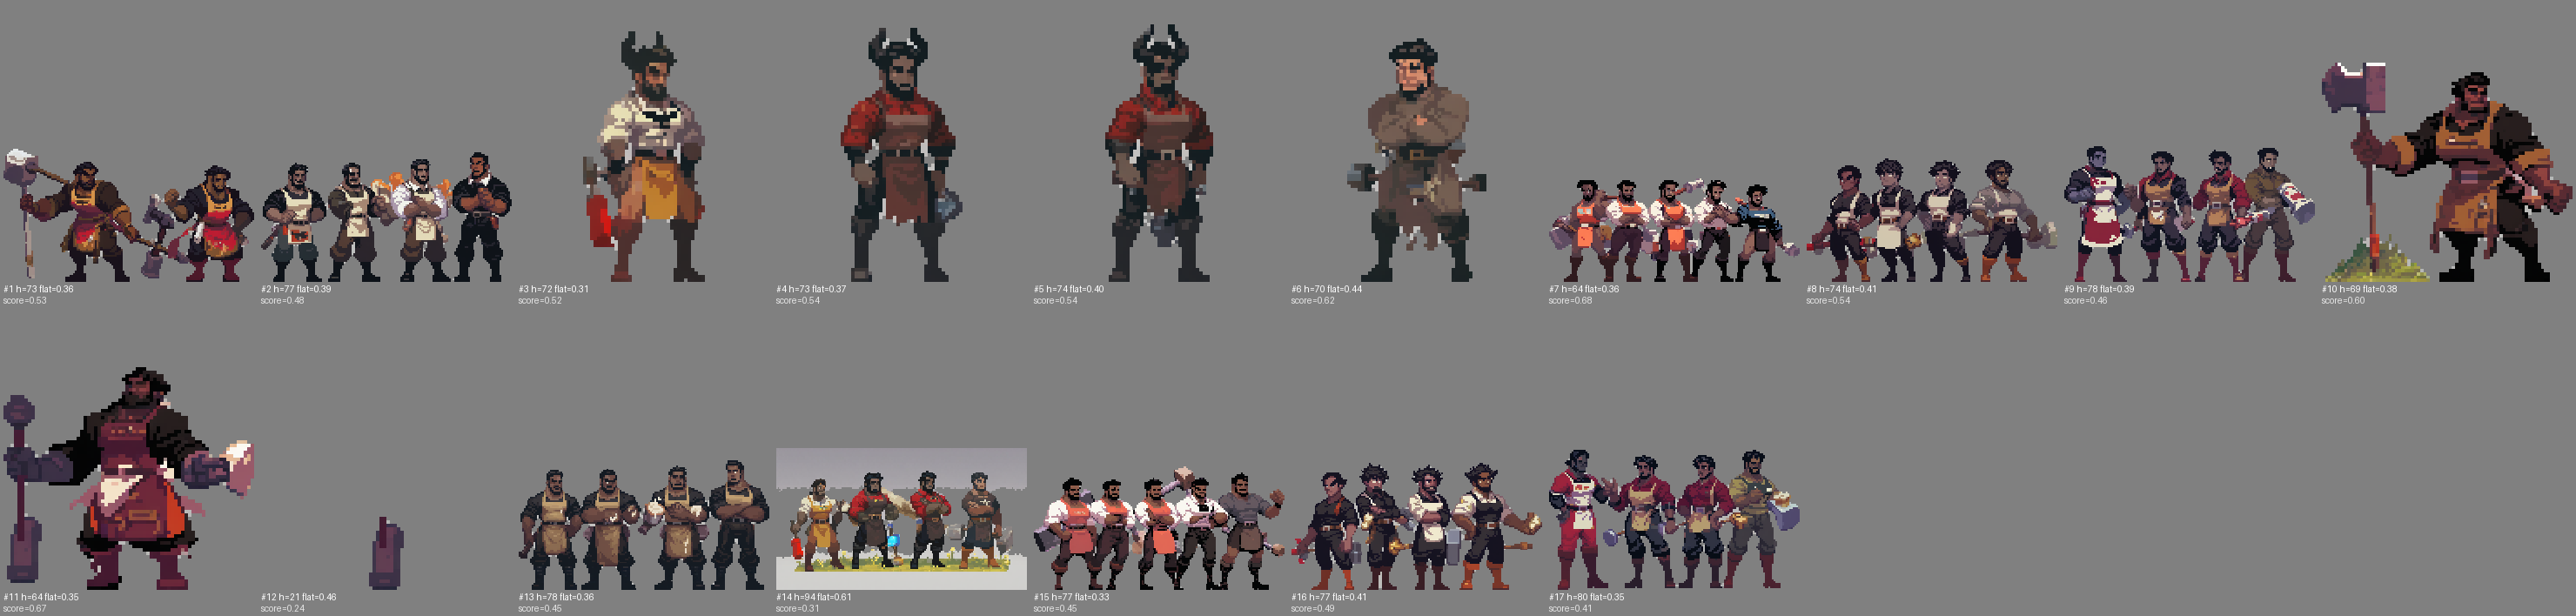 #1 h=73 flat=0.36
score=0.53
#2 h=77 flat=0.39
score=0.48
#3 h=72 flat=0.31
score=0.52
#4 h=73 flat=0.37
score=0.54
#5 h=74 flat=0.40
score=0.54
#6 h=70 flat=0.44
score=0.62
#7 h=64 flat=0.36
score=0.68
#8 h=74 flat=0.41
score=0.54
#9 h=78 flat=0.39
score=0.46
#10 h=69 flat=0.38
score=0.60
#11 h=64 flat=0.35
score=0.67
#12 h=21 flat=0.46
score=0.24
#13 h=78 flat=0.36
score=0.45
#14 h=94 flat=0.61
score=0.31
#15 h=77 flat=0.33
score=0.45
#16 h=77 flat=0.41
score=0.49
#17 h=80 flat=0.35
score=0.41